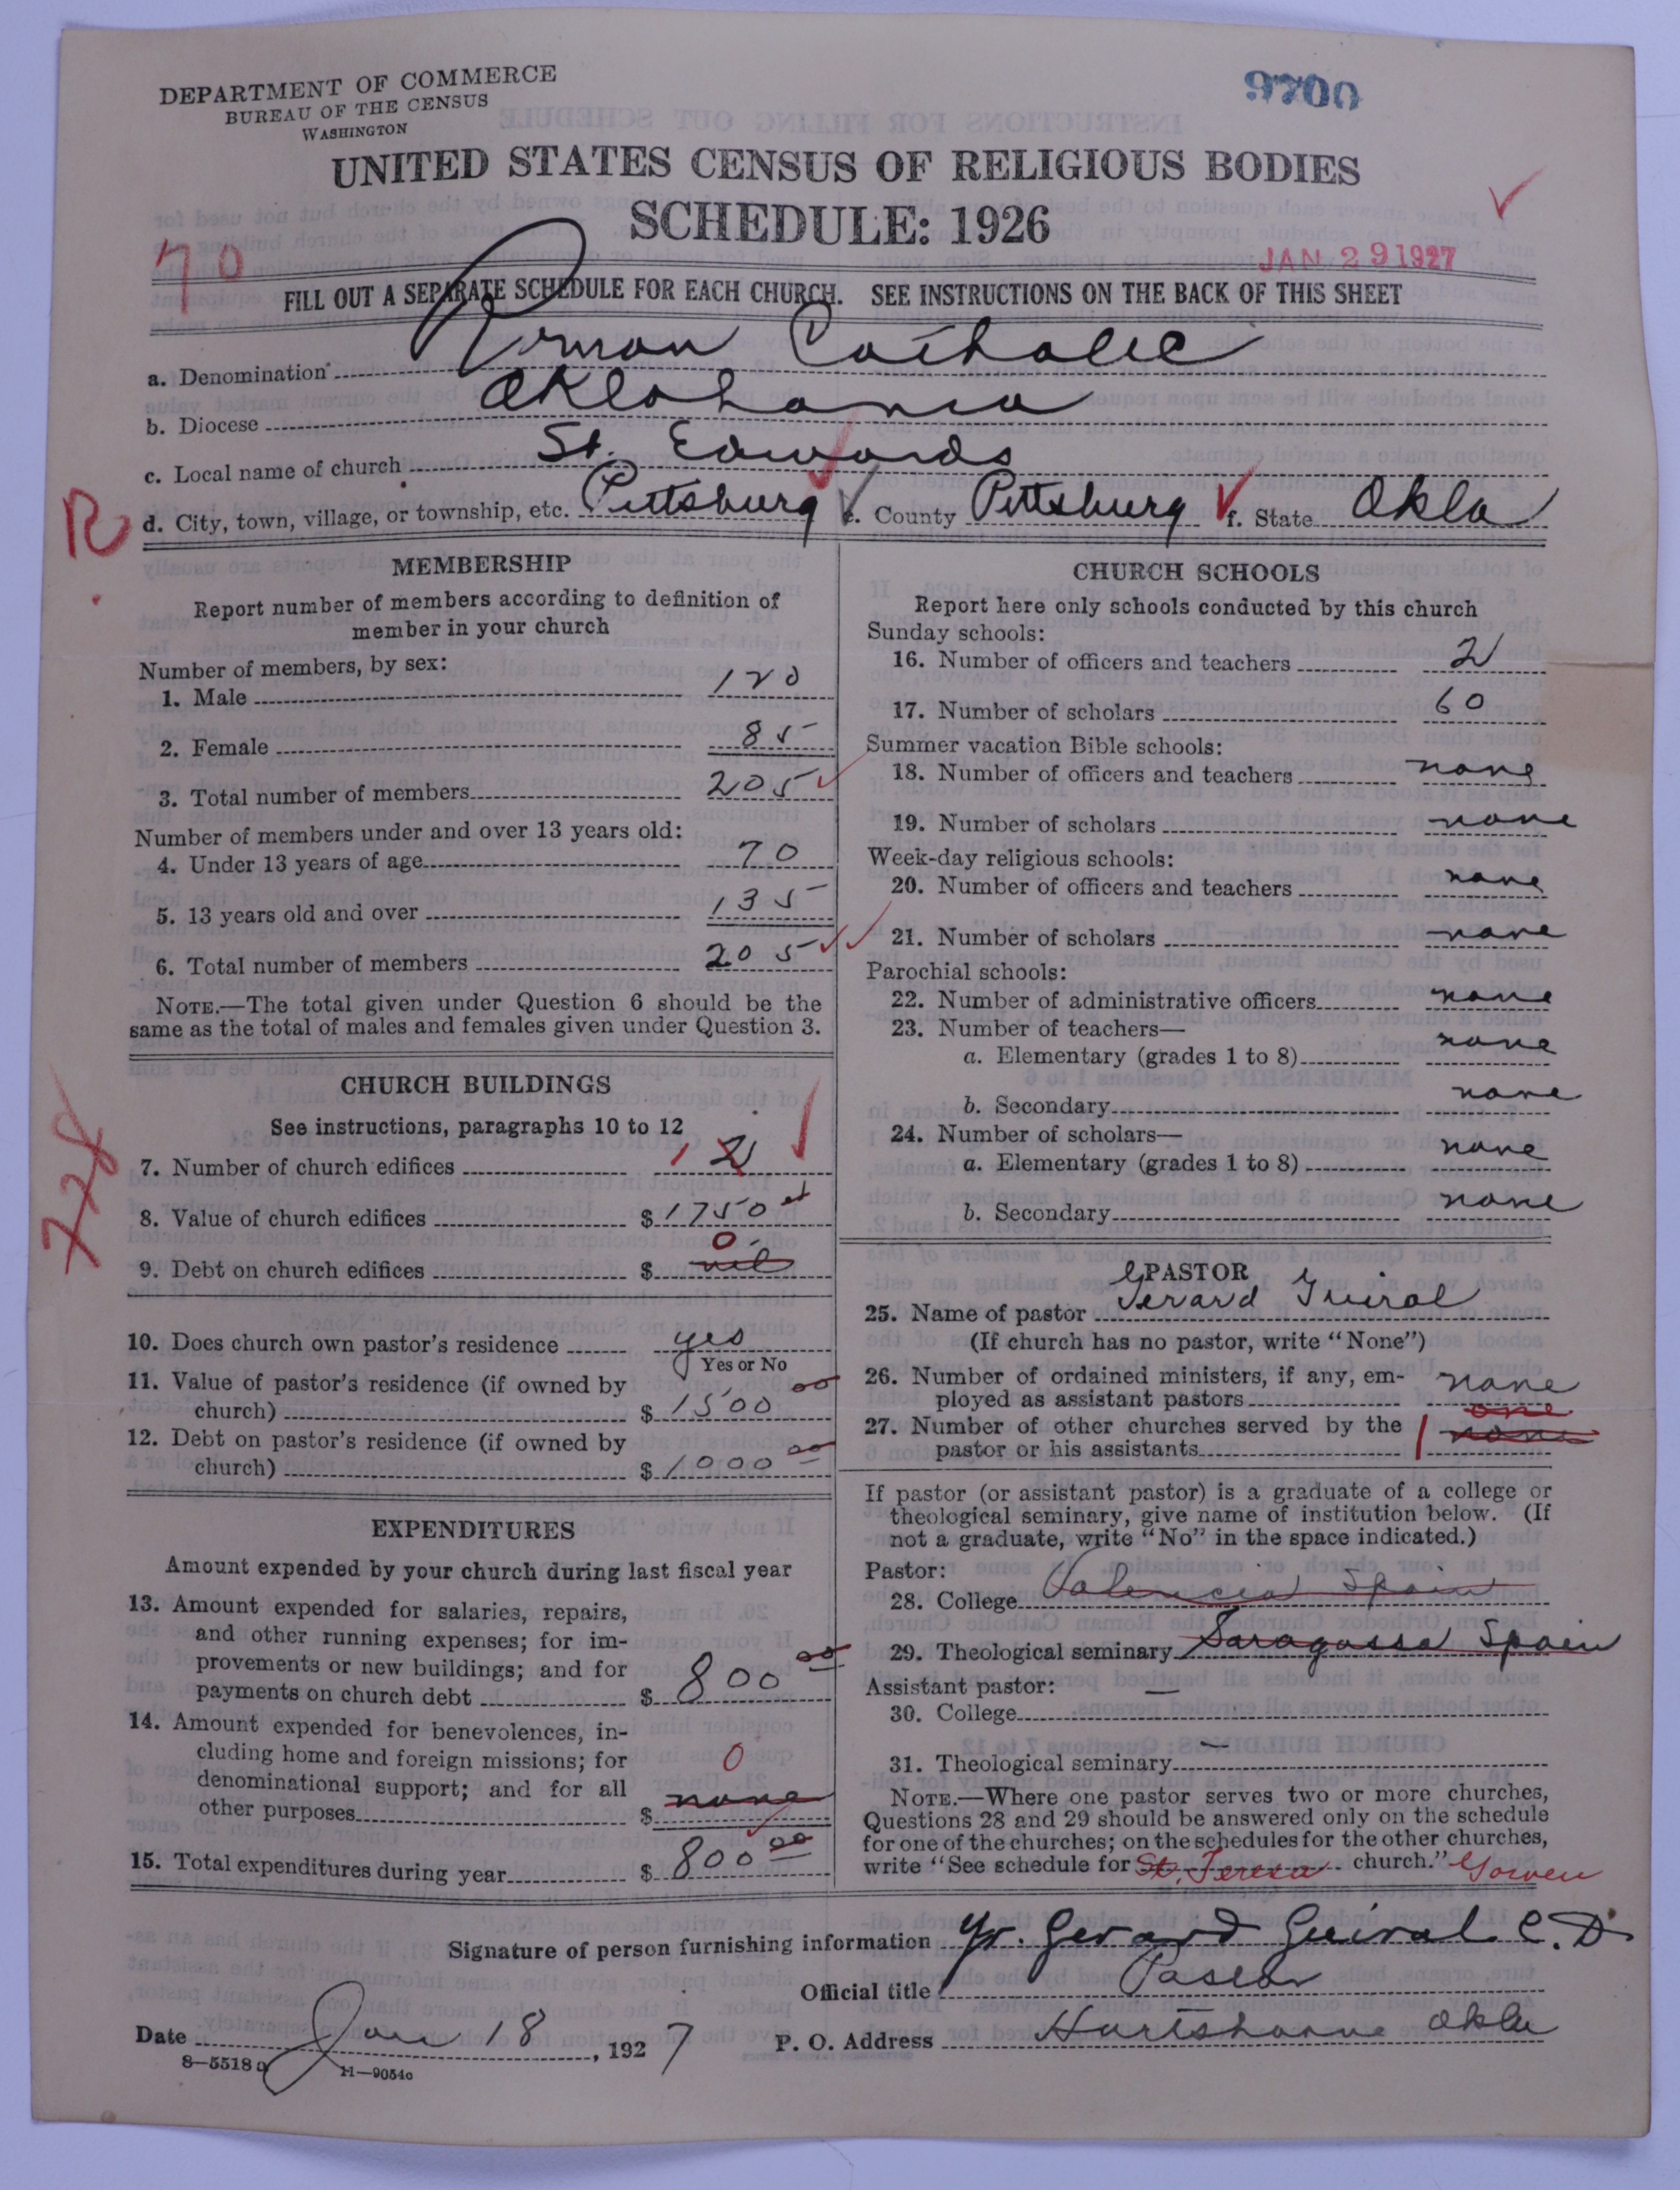 DEPARTMENT OF COMMERCE
BUREAU OF THE CENSUS
WASHINGTON
9700
UNITED STATES CENSUS OF RELIGIOUS BODIES
SCHEDULE: 1926
70
JAN 29 1927
FILL OUT A SEPARATE SCHEDULE FOR EACH CHURCH. SEE INSTRUCTIONS ON THE BACK OF THIS SHEET
a. Denomination Roman Catholic
b. Diocese Oklahoma
c. Local name of church St. Edwards
R d. City, town, village, or township, etc. Pittsburg e. County Pittsburg f. State Okla
MEMBERSHIP
Report number of members according to definition of
member in your church
Number of members, by sex:
1. Male 120
2. Female 85
3. Total number of members 205
Number of members under and over 13 years old:
4. Under 13 years of age 70
5. 13 years old and over 135
6. Total number of members 205
NOTE.—The total given under Question 6 should be the
same as the total of males and females given under Question 3.
CHURCH BUILDINGS
See instructions, paragraphs 10 to 12
778
7. Number of church edifices 1 2
8. Value of church edifices $ 1750
0
9. Debt on church edifices $ nil
10. Does church own pastor's residence yes
Yes or No
11. Value of pastor's residence (if owned by
church) $ 1500 00
12. Debt on pastor's residence (if owned by
church) $ 1000 00
EXPENDITURES
Amount expended by your church during last fiscal year
13. Amount expended for salaries, repairs,
and other running expenses; for im-
provements or new buildings; and for
payments on church debt $ 800 00
14. Amount expended for benevolences, in-
cluding home and foreign missions; for
denominational support; and for all
0
other purposes $ none
15. Total expenditures during year $ 800 00
CHURCH SCHOOLS
Report here only schools conducted by this church
Sunday schools:
16. Number of officers and teachers 2
17. Number of scholars 60
Summer vacation Bible schools:
18. Number of officers and teachers none
19. Number of scholars none
Week-day religious schools:
20. Number of officers and teachers none
21. Number of scholars none
Parochial schools:
22. Number of administrative officers none
23. Number of teachers—
a. Elementary (grades 1 to 8) none
b. Secondary none
24. Number of scholars—
a. Elementary (grades 1 to 8) none
b. Secondary none
PASTOR
25. Name of pastor Gerard Guiral
(If church has no pastor, write "None")
26. Number of ordained ministers, if any, em-
ployed as assistant pastors none
one
27. Number of other churches served by the
pastor or his assistants 1 none
If pastor (or assistant pastor) is a graduate of a college or
theological seminary, give name of institution below. (If
not a graduate, write "No" in the space indicated.)
Pastor:
28. College Valencia Spain
29. Theological seminary Saragossa Spain
Assistant pastor:
30. College —
31. Theological seminary —
NOTE.—Where one pastor serves two or more churches,
Questions 28 and 29 should be answered only on the schedule
for one of the churches; on the schedules for the other churches,
write "See schedule for St. Teresa church." Gowen
Signature of person furnishing information Fr. Gerard Guiral C.D.
Official title Pastor
Date Jan 18, 1927 P. O. Address Hartshorne Okla
8—5518a 11—9054c